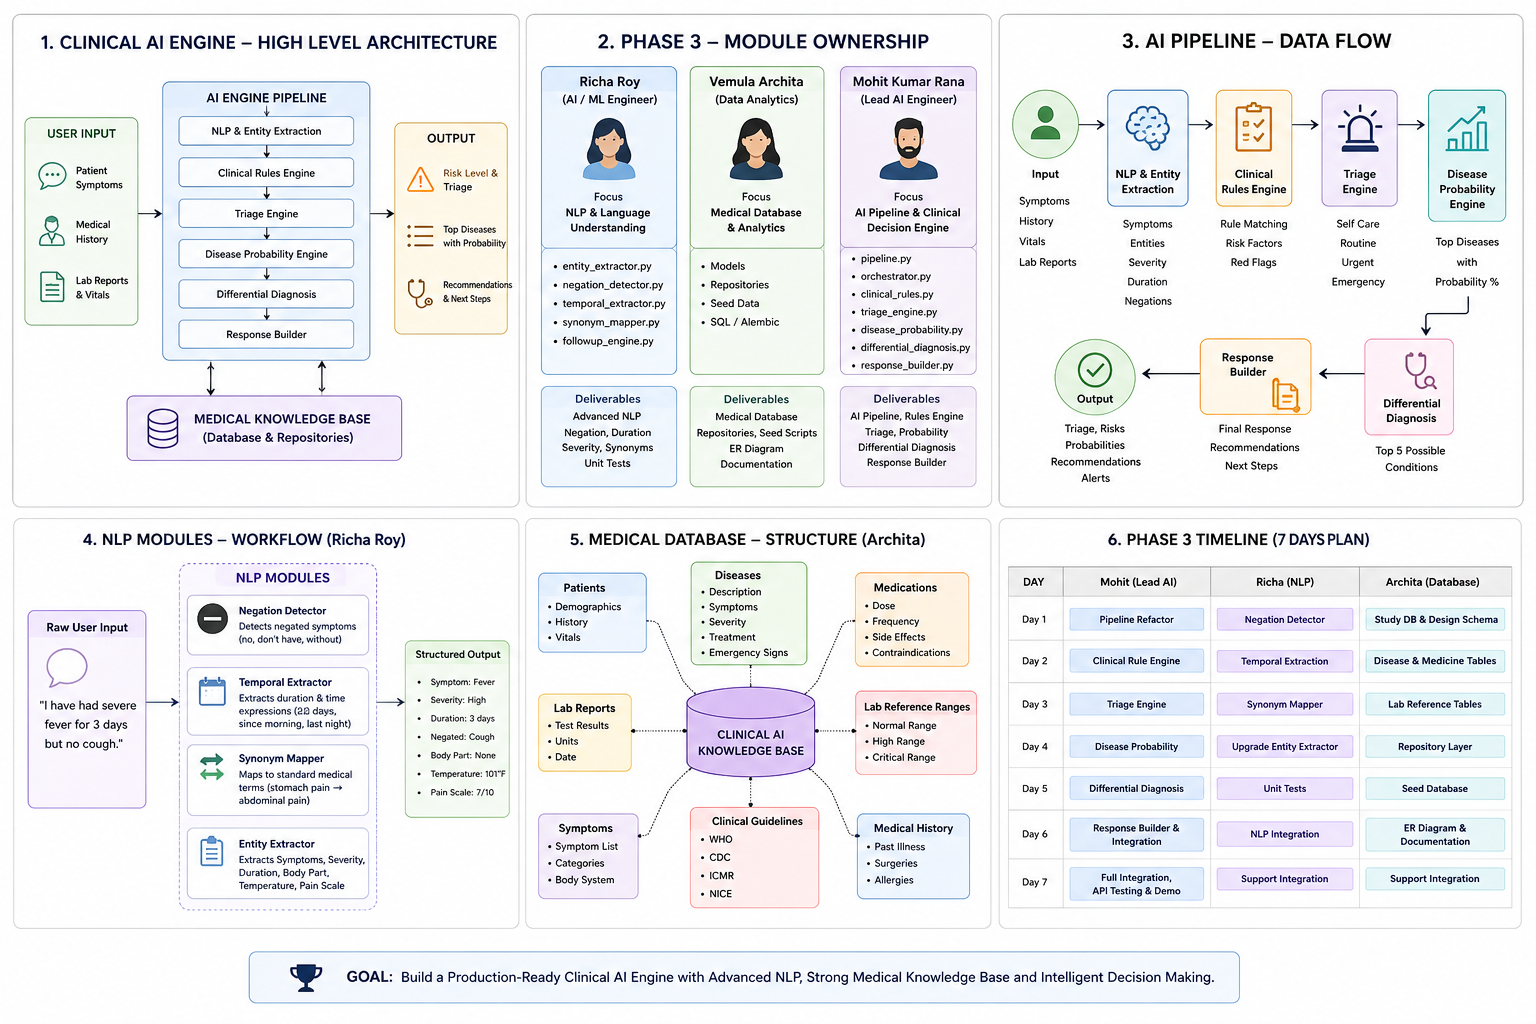 1. CLINICAL AI ENGINE – HIGH LEVEL ARCHITECTURE
USER INPUT
Patient
Symptoms
Medical
History
Lab Reports
& Vitals
AI ENGINE PIPELINE
NLP & Entity Extraction
Clinical Rules Engine
Triage Engine
Disease Probability Engine
Differential Diagnosis
Response Builder
OUTPUT
Risk Level &
Triage
Top Diseases
with Probability
Recommendations
& Next Steps
MEDICAL KNOWLEDGE BASE
(Database & Repositories)
2. PHASE 3 – MODULE OWNERSHIP
Richa Roy
(AI / ML Engineer)
Focus
NLP & Language
Understanding
• entity_extractor.py
• negation_detector.py
• temporal_extractor.py
• synonym_mapper.py
• followup_engine.py
Deliverables
Advanced NLP
Negation, Duration
Severity, Synonyms
Unit Tests
Vemula Archita
(Data Analytics)
Focus
Medical Database
& Analytics
• Models
• Repositories
• Seed Data
• SQL / Alembic
Deliverables
Medical Database
Repositories, Seed Scripts
ER Diagram
Documentation
Mohit Kumar Rana
(Lead AI Engineer)
Focus
AI Pipeline & Clinical
Decision Engine
• pipeline.py
• orchestrator.py
• clinical_rules.py
• triage_engine.py
• disease_probability.py
• differential_diagnosis.py
• response_builder.py
Deliverables
AI Pipeline, Rules Engine
Triage, Probability
Differential Diagnosis
Response Builder
3. AI PIPELINE – DATA FLOW
Input
Symptoms
History
Vitals
Lab Reports
NLP & Entity
Extraction
Symptoms
Entities
Severity
Duration
Negations
Clinical
Rules Engine
Rule Matching
Risk Factors
Red Flags
Triage
Engine
Self Care
Routine
Urgent
Emergency
Disease
Probability
Engine
Top Diseases
with
Probability %
Differential
Diagnosis
Top 5 Possible
Conditions
Response
Builder
Final Response
Recommendations
Next Steps
Output
Triage, Risks
Probabilities
Recommendations
Alerts
4. NLP MODULES – WORKFLOW (Richa Roy)
Raw User Input
"I have had severe
fever for 3 days
but no cough."
NLP MODULES
Negation Detector
Detects negated symptoms
(no, don't have, without)
Temporal Extractor
Extracts duration & time
expressions ( days,
since morning, last night)
Synonym Mapper
Maps to standard medical
terms (stomach pain →
abdominal pain)
Entity Extractor
Extracts Symptoms, Severity,
Duration, Body Part,
Temperature, Pain Scale
Structured Output
• Symptom: Fever
• Severity: High
• Duration: 3 days
• Negated: Cough
• Body Part: None
• Temperature: 101°F
• Pain Scale: 7/10
5. MEDICAL DATABASE – STRUCTURE (Archita)
Patients
• Demographics
• History
• Vitals
Diseases
• Description
• Symptoms
• Severity
• Treatment
• Emergency Signs
Medications
• Dose
• Frequency
• Side Effects
• Contraindications
Lab Reports
• Test Results
• Units
• Date
CLINICAL AI
KNOWLEDGE BASE
Lab Reference Ranges
• Normal Range
• High Range
• Critical Range
Symptoms
• Symptom List
• Categories
• Body System
Clinical Guidelines
• WHO
• CDC
• ICMR
• NICE
Medical History
• Past Illness
• Surgeries
• Allergies
6. PHASE 3 TIMELINE (7 DAYS PLAN)
DAY Mohit (Lead AI) Richa (NLP) Archita (Database)
Day 1 Pipeline Refactor Negation Detector Study DB & Design Schema
Day 2 Clinical Rule Engine Temporal Extraction Disease & Medicine Tables
Day 3 Triage Engine Synonym Mapper Lab Reference Tables
Day 4 Disease Probability Upgrade Entity Extractor Repository Layer
Day 5 Differential Diagnosis Unit Tests Seed Database
Day 6 Response Builder & Integration NLP Integration ER Diagram & Documentation
Day 7 Full Integration, API Testing & Demo Support Integration Support Integration
GOAL: Build a Production-Ready Clinical AI Engine with Advanced NLP, Strong Medical Knowledge Base and Intelligent Decision Making.